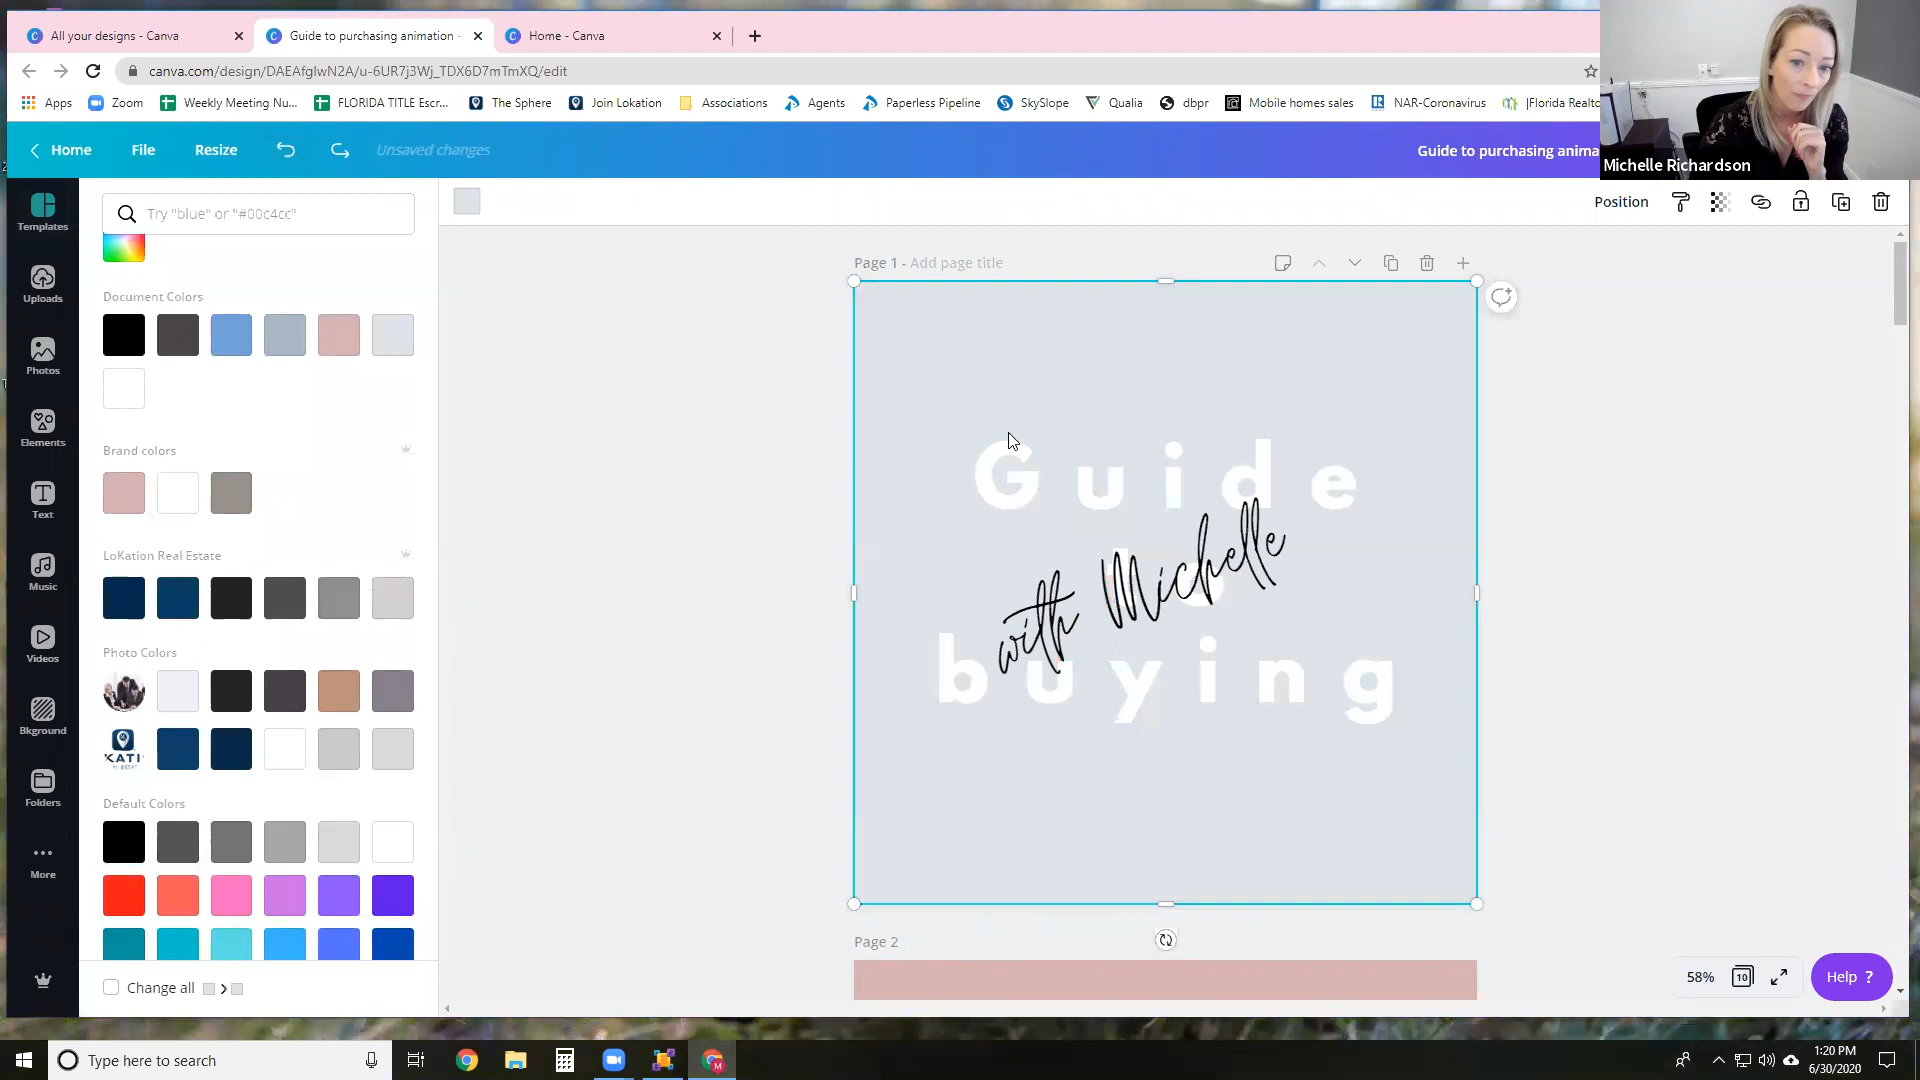 All your designs - Canva
Guide to purchasing animation -
Home - Canva
canva.com/design/DAEAfglwN2A/u-6UR7j3Wj_TDX6D7mTmXQ/edit
Apps
Zoom
Weekly Meeting Nu...
FLORIDA TITLE Escr...
The Sphere
Join Lokation
Associations
Agents
Paperless Pipeline
SkySlope
Qualia
dbpr
Mobile homes sales
NAR-Coronavirus
|Florida Realto
Michelle Richardson
Home
File
Resize
Unsaved changes
Guide to purchasing anima
Templates
Uploads
Photos
Elements
Text
Music
Videos
Bkground
Folders
More
Try "blue" or "#00c4cc"
Document Colors
Brand colors
LoKation Real Estate
Photo Colors
KATI
Default Colors
Change all
Position
Page 1 - Add page title
Guide
with Michelle
buying
Page 2
58%
10
Help ?
Type here to search
1:20 PM
6/30/2020